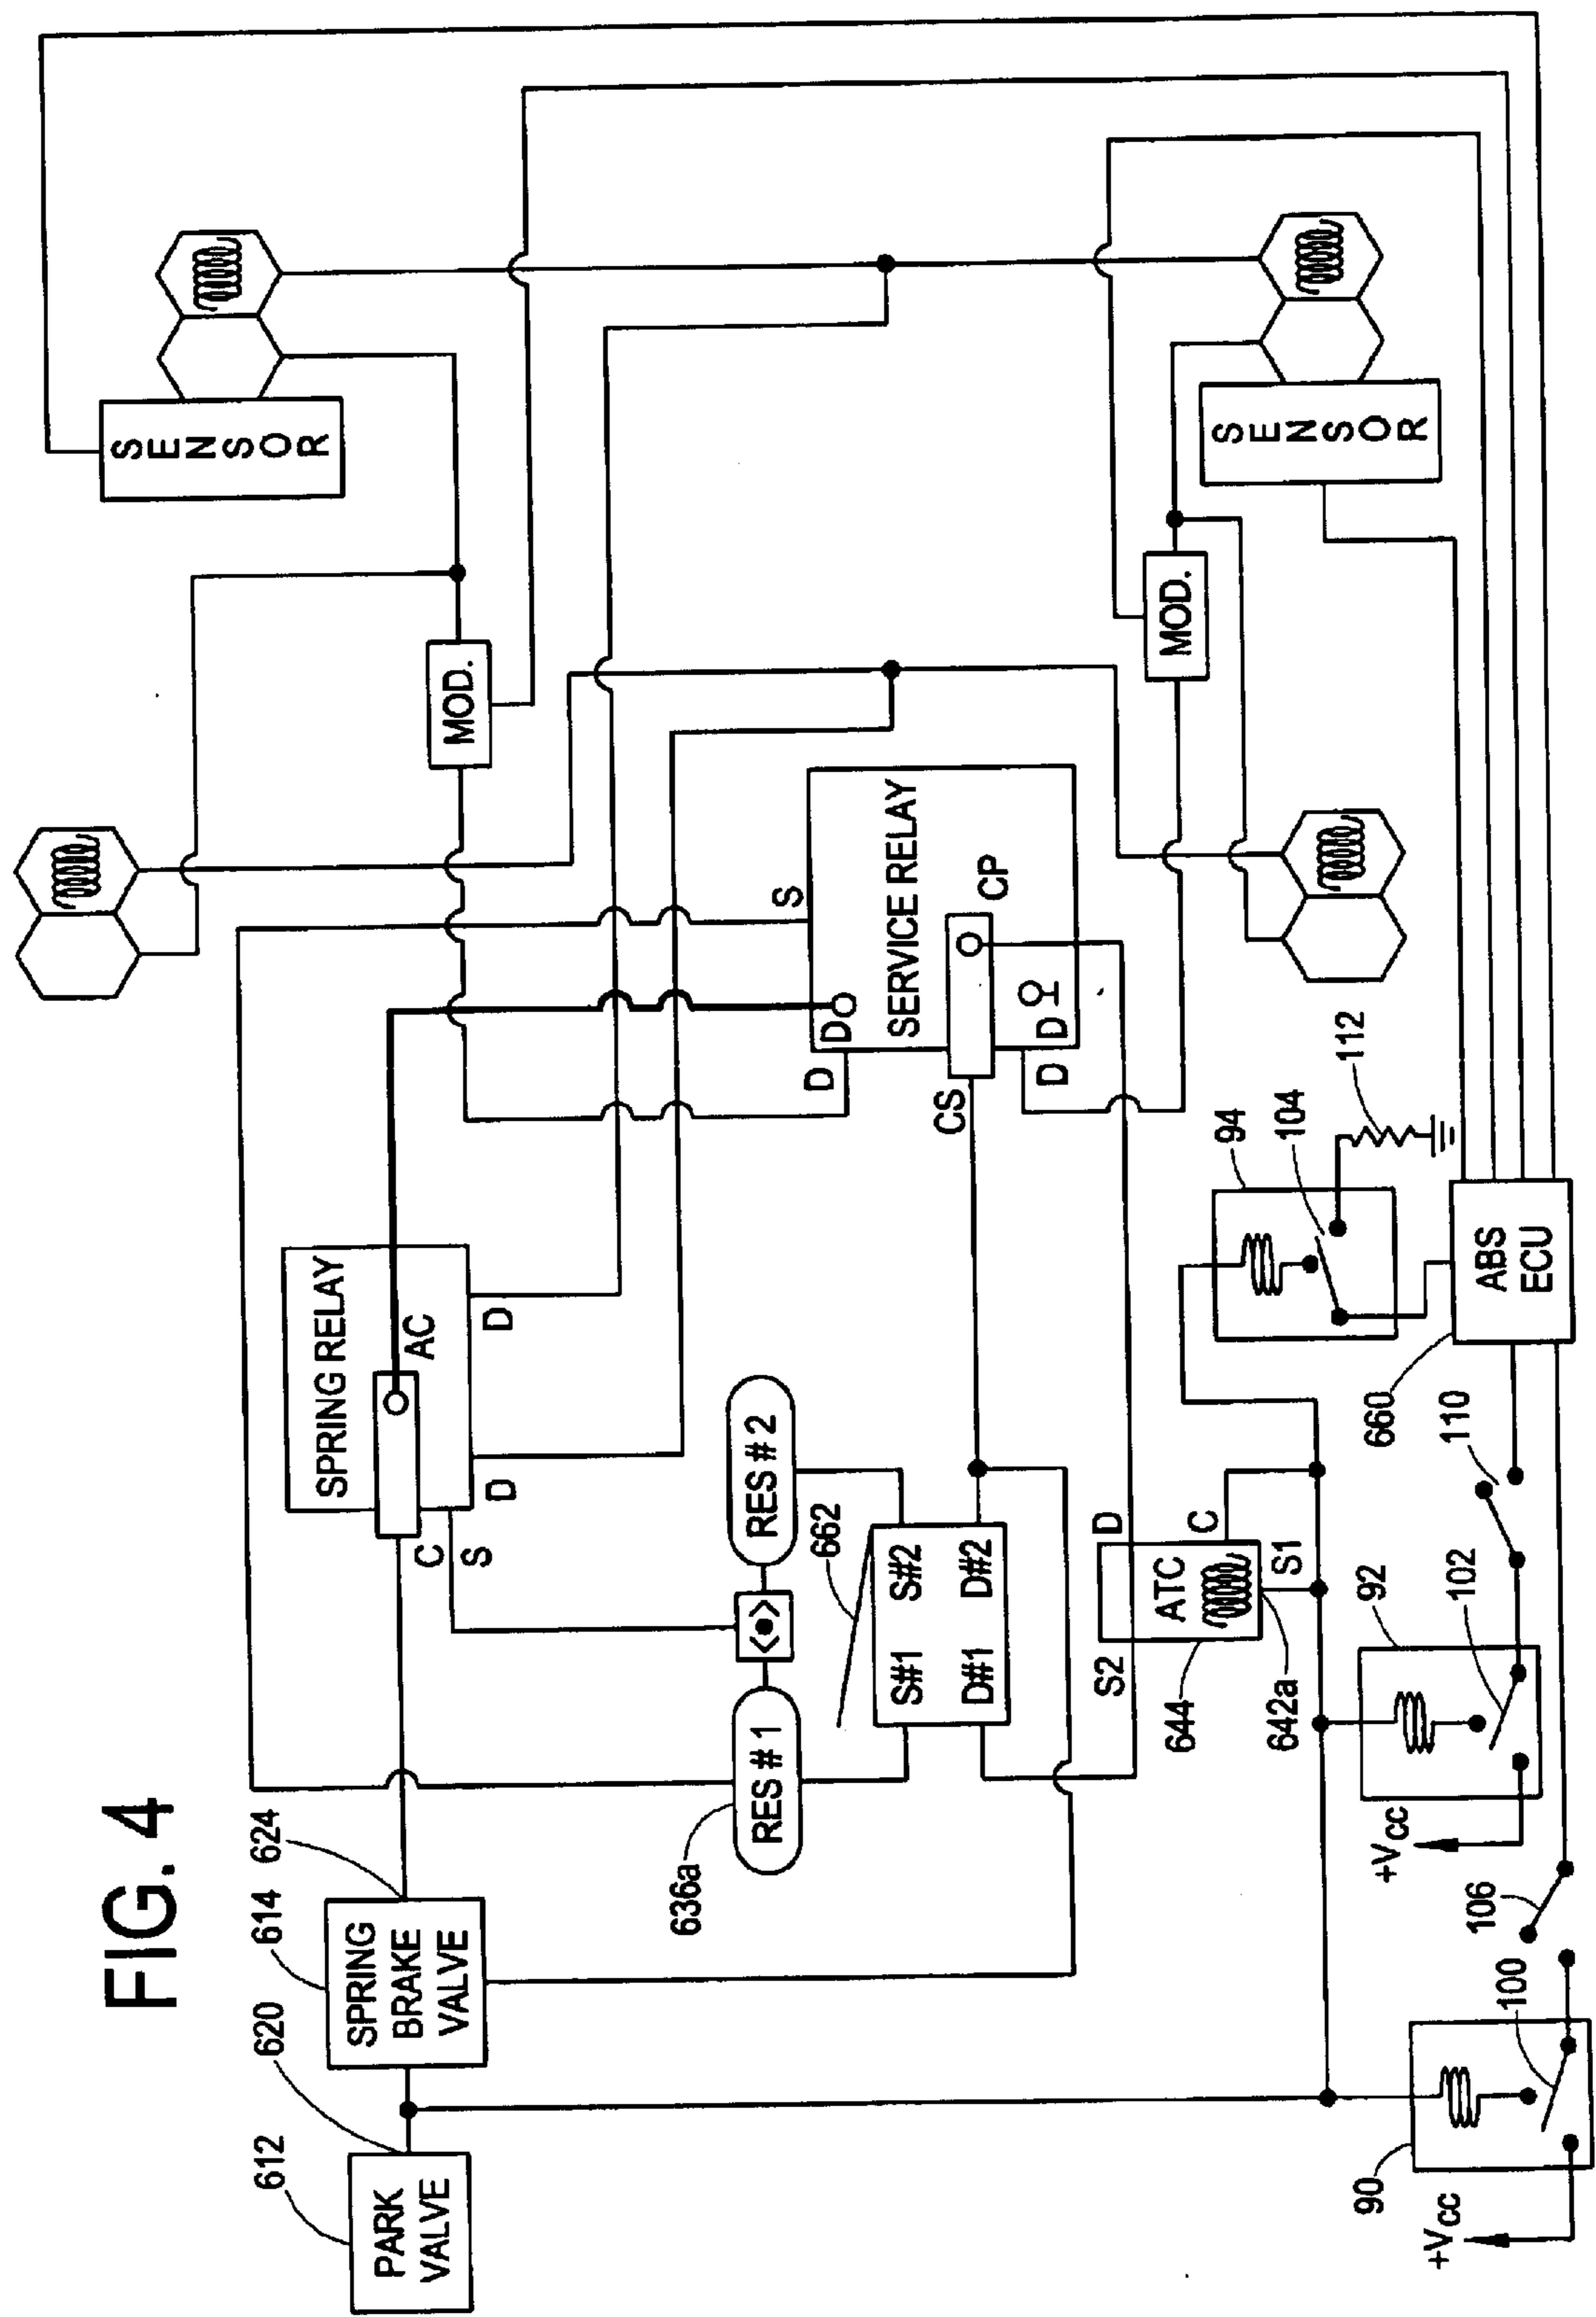 FIG. 4
612
620
614
624
PARK
VALVE
SPRING
BRAKE
VALVE
SPRING RELAY
AC
C
S
D
D
636a
RES # 1
RES # 2
<•>
662
S#1
S#2
D#1
D#2
SERVICE RELAY
S
D
D
CS
CP
D
D
MOD.
MOD.
SENSOR
SENSOR
S2
D
ATC
C
S1
644
642a
94
104
112
92
102
110
660
ABS
ECU
+Vcc
106
90
100
+Vcc